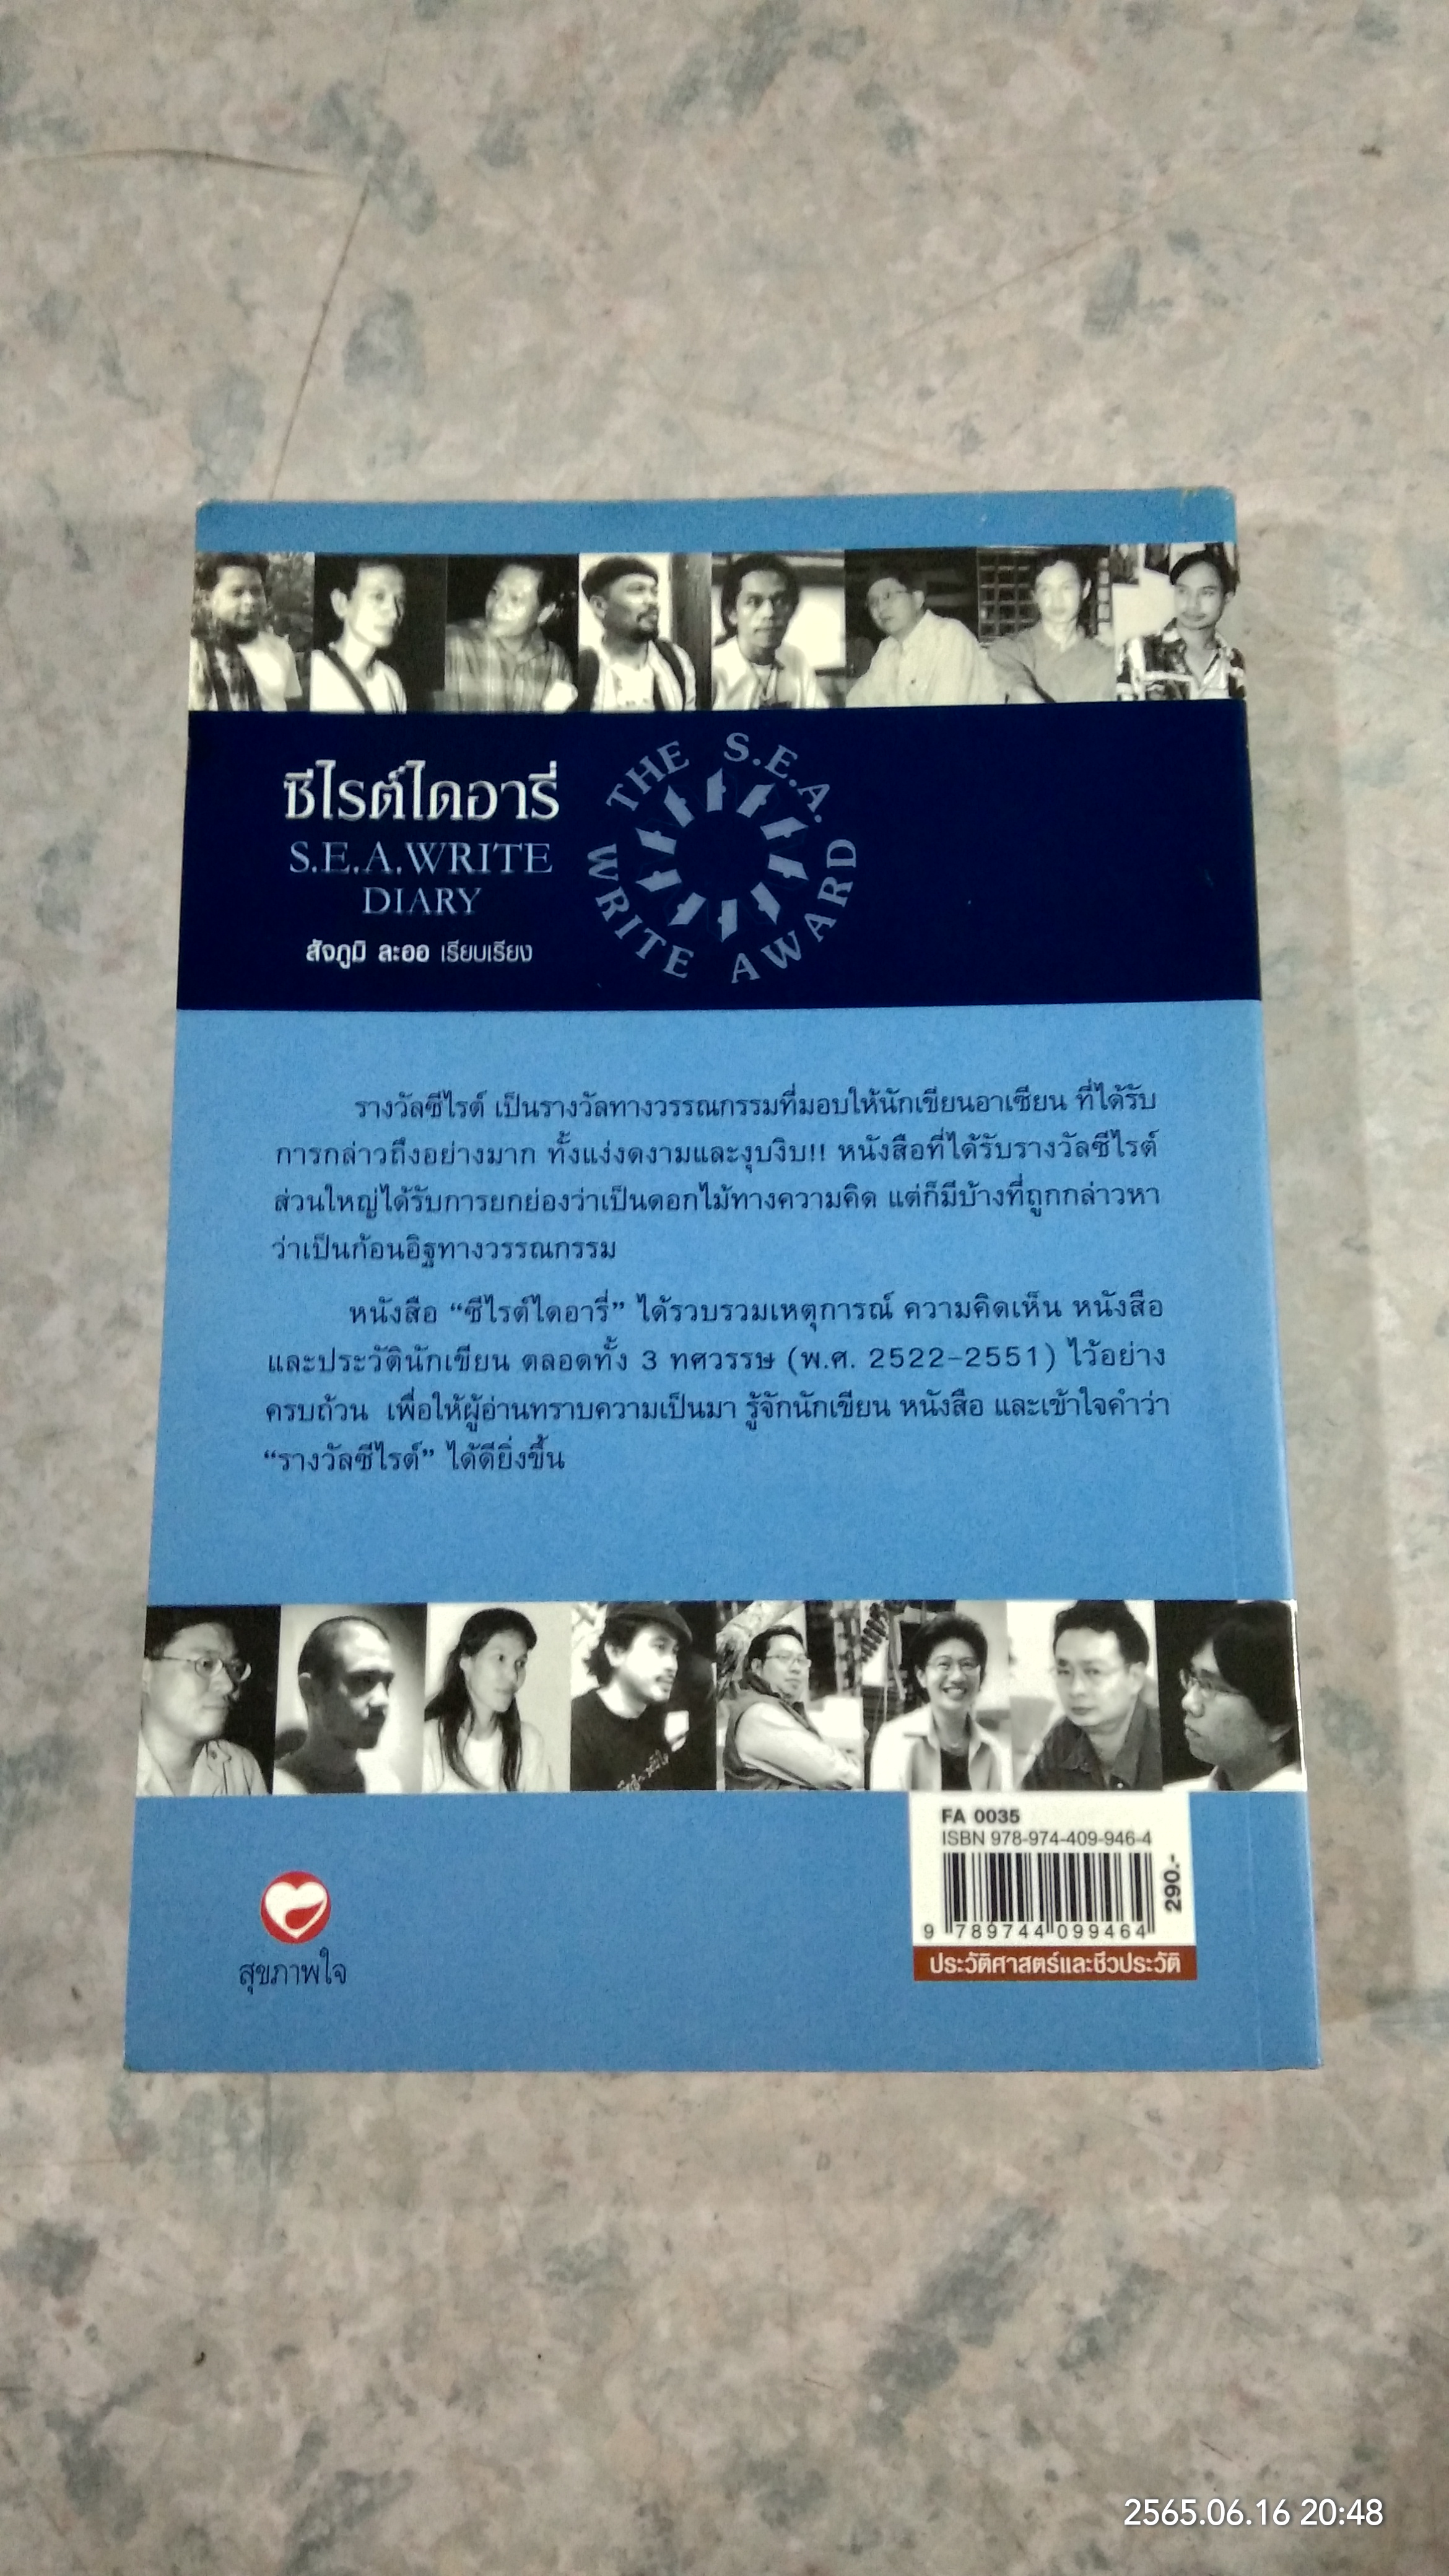 ซีไรต์ไดอารี่
S.E.A.WRITE
DIARY
สัจภูมิ ละออ เรียบเรียง
THE S.E.A. WRITE AWARD
รางวัลซีไรต์ เป็นรางวัลทางวรรณกรรมที่มอบให้นักเขียนอาเซียน ที่ได้รับ
การกล่าวถึงอย่างมาก ทั้งแง่งดงามและงุบงิบ!! หนังสือที่ได้รับรางวัลซีไรต์
ส่วนใหญ่ได้รับการยกย่องว่าเป็นดอกไม้ทางความคิด แต่ก็มีบ้างที่ถูกกล่าวหา
ว่าเป็นก้อนอิฐทางวรรณกรรม
หนังสือ “ซีไรต์ไดอารี่” ได้รวบรวมเหตุการณ์ ความคิดเห็น หนังสือ
และประวัตินักเขียน ตลอดทั้ง 3 ทศวรรษ (พ.ศ. 2522-2551) ไว้อย่าง
ครบถ้วน เพื่อให้ผู้อ่านทราบความเป็นมา รู้จักนักเขียน หนังสือ และเข้าใจคำว่า
“รางวัลซีไรต์” ได้ดียิ่งขึ้น
FA 0035
ISBN 978-974-409-946-4
290.-
9 789744 099464
ประวัติศาสตร์และชีวประวัติ
สุขภาพใจ
2565.06.16 20:48